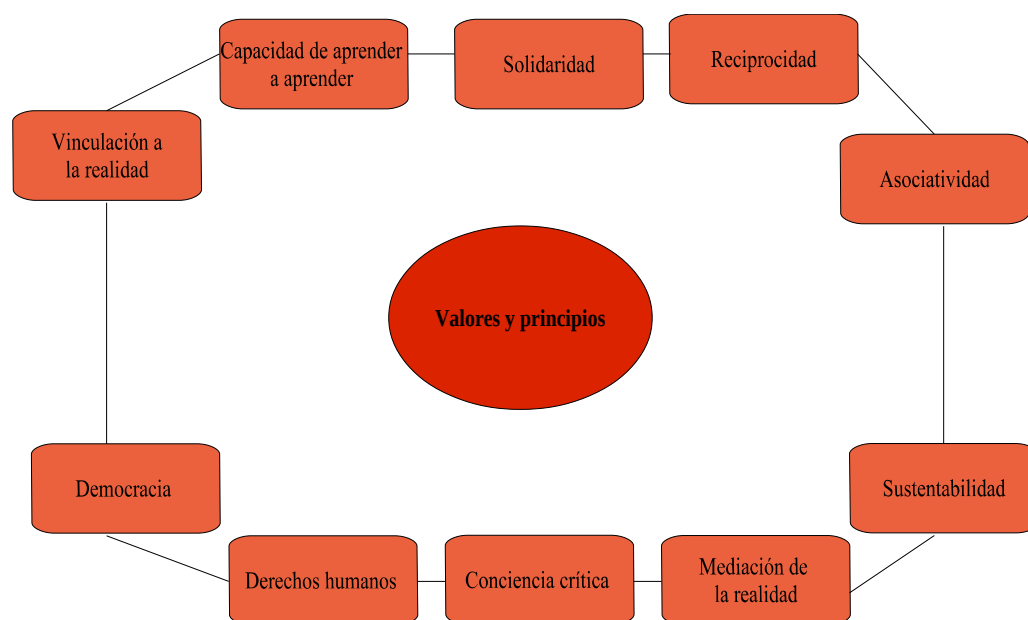 Capacidad de aprender
a aprender
Solidaridad
Reciprocidad
Vinculación a
la realidad
Asociatividad
Valores y principios
Democracia
Sustentabilidad
Derechos humanos
Conciencia crítica
Mediación de
la realidad